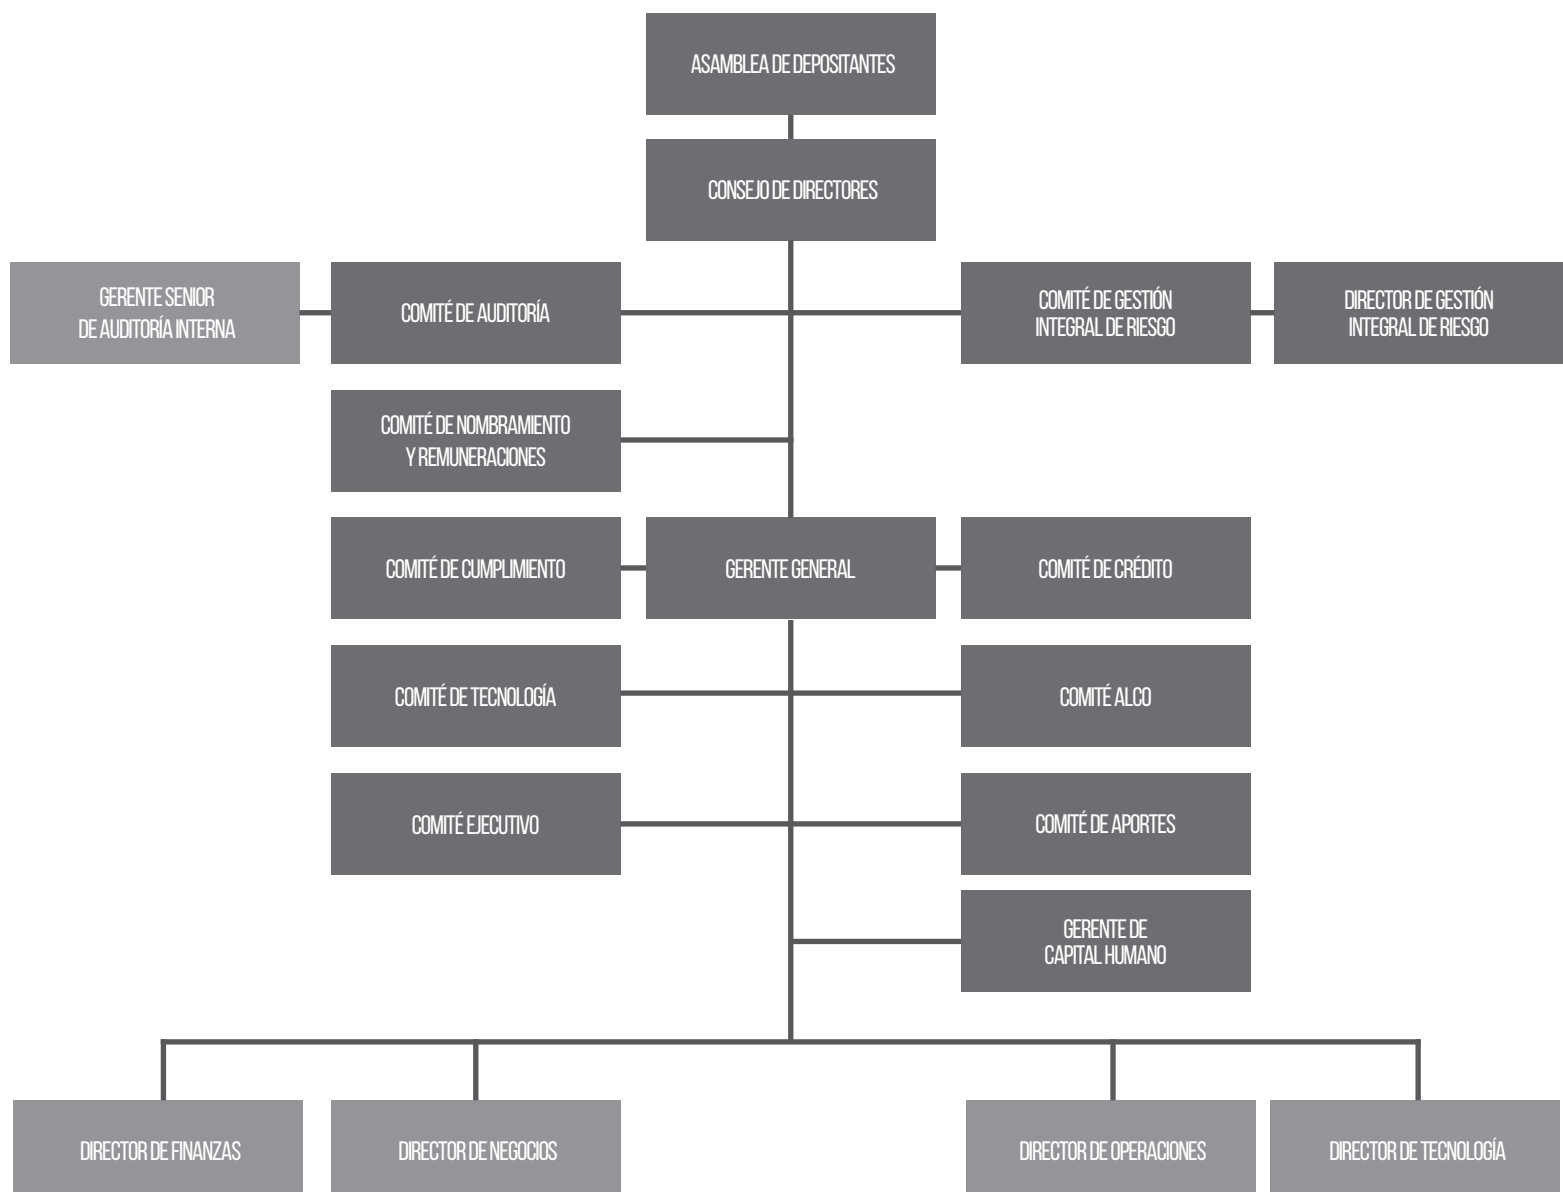 ASAMBLEA DE DEPOSITANTES
CONSEJO DE DIRECTORES
GERENTE SENIOR
DE AUDITORÍA INTERNA
COMITÉ DE AUDITORÍA
COMITÉ DE GESTIÓN
INTEGRAL DE RIESGO
DIRECTOR DE GESTIÓN
INTEGRAL DE RIESGO
COMITÉ DE NOMBRAMIENTO
Y REMUNERACIONES
COMITÉ DE CUMPLIMIENTO
GERENTE GENERAL
COMITÉ DE CRÉDITO
COMITÉ DE TECNOLOGÍA
COMITÉ ALCO
COMITÉ EJECUTIVO
COMITÉ DE APORTES
GERENTE DE
CAPITAL HUMANO
DIRECTOR DE FINANZAS
DIRECTOR DE NEGOCIOS
DIRECTOR DE OPERACIONES
DIRECTOR DE TECNOLOGÍA